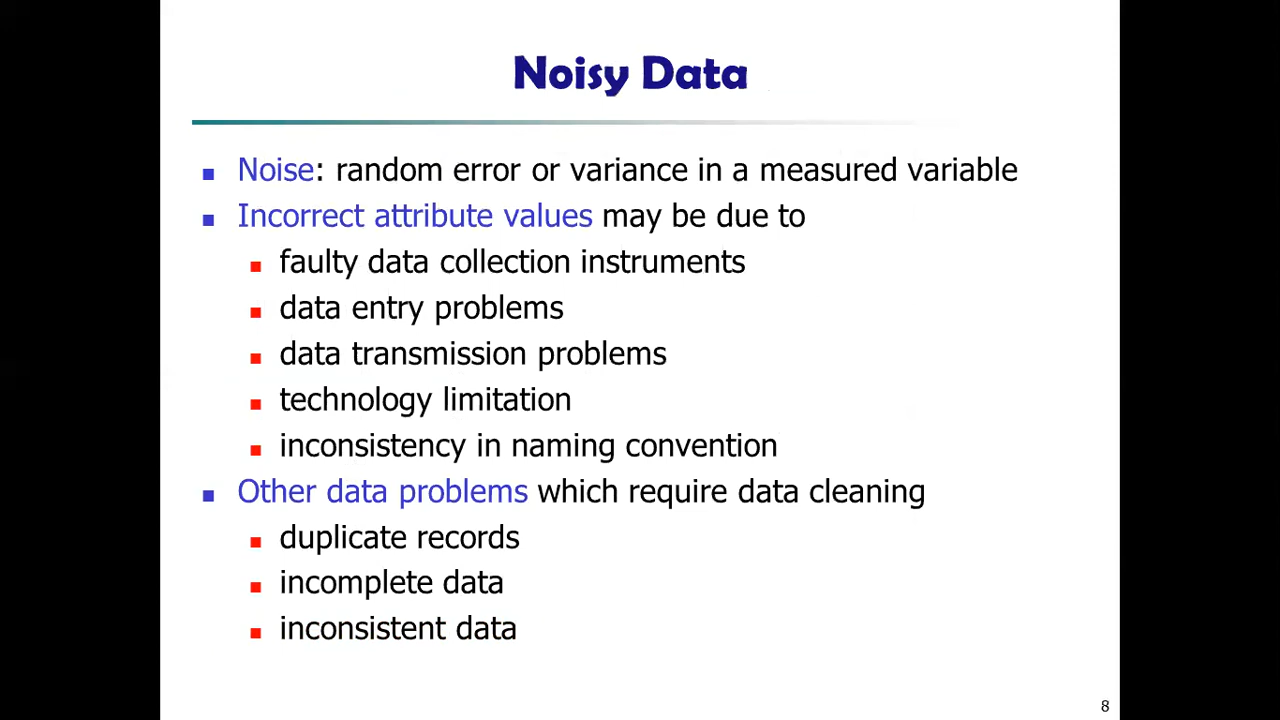 Noisy Data
Noise: random error or variance in a measured variable
Incorrect attribute values may be due to
faulty data collection instruments
data entry problems
data transmission problems
technology limitation
inconsistency in naming convention
Other data problems which require data cleaning
duplicate records
incomplete data
inconsistent data
8